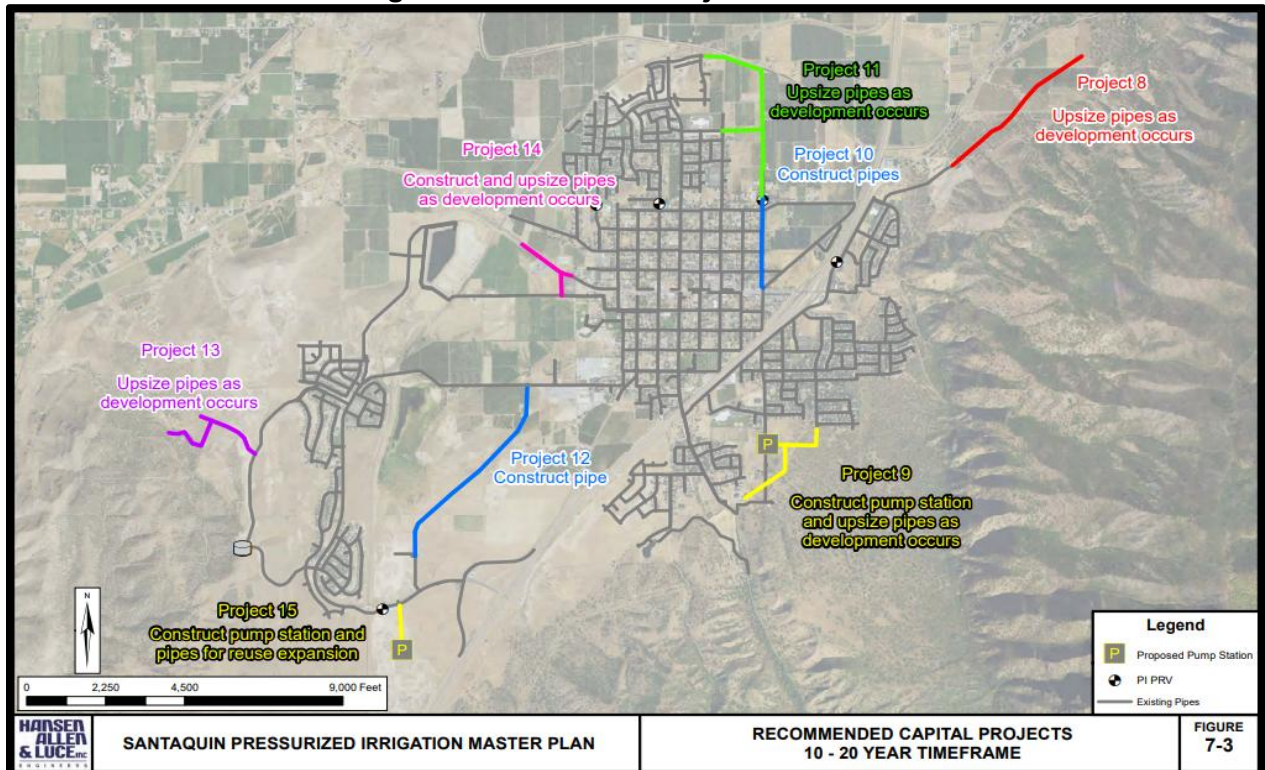 Project 11
Upsize pipes as
development occurs
Project 8
Upsize pipes as
development occurs
Project 14
Construct and upsize pipes
as development occurs
Project 10
Construct pipes
Project 13
Upsize pipes as
development occurs
Project 12
Construct pipe
P
Project 9
Construct pump station
and upsize pipes as
development occurs
Project 15
Construct pump station and
pipes for reuse expansion
P
N
0 2,250 4,500 9,000 Feet
Legend
P Proposed Pump Station
PI PRV
Existing Pipes
HANSEN
ALLEN
& LUCE INC
ENGINEERS
SANTAQUIN PRESSURIZED IRRIGATION MASTER PLAN
RECOMMENDED CAPITAL PROJECTS
10 - 20 YEAR TIMEFRAME
FIGURE
7-3